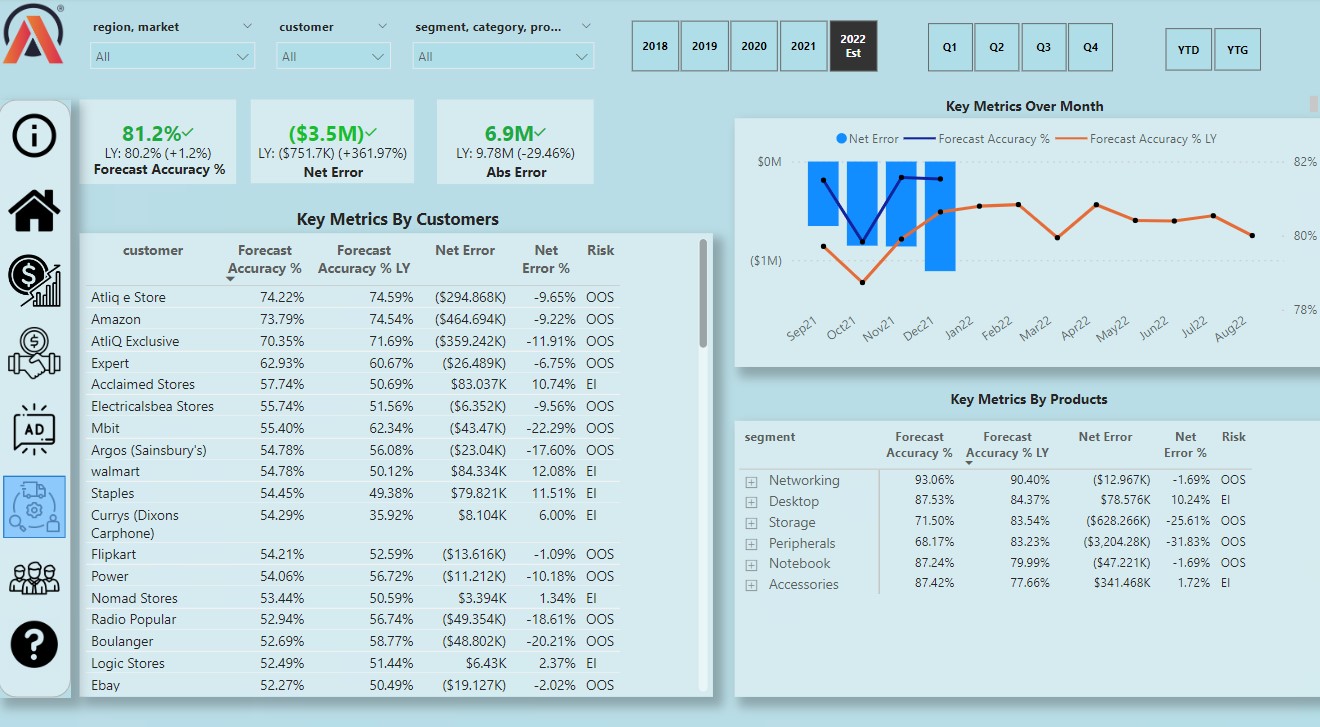 region, market
customer
segment, category, pro...
All
All
All
2018
2019
2020
2021
2022
Est
Q1
Q2
Q3
Q4
YTD
YTG
81.2%
LY: 80.2% (+1.2%)
Forecast Accuracy %
($3.5M)
LY: ($751.7K) (+361.97%)
Net Error
6.9M
LY: 9.78M (-29.46%)
Abs Error
Key Metrics By Customers
customer Forecast Accuracy % Forecast Accuracy % LY Net Error Net Error % Risk
Atliq e Store 74.22% 74.59% ($294.868K) -9.65% OOS
Amazon 73.79% 74.54% ($464.694K) -9.22% OOS
AtliQ Exclusive 70.35% 71.69% ($359.242K) -11.91% OOS
Expert 62.93% 60.67% ($26.489K) -6.75% OOS
Acclaimed Stores 57.74% 50.69% $83.037K 10.74% EI
Electricalsbea Stores 55.74% 51.56% ($6.352K) -9.56% OOS
Mbit 55.40% 62.34% ($43.47K) -22.29% OOS
Argos (Sainsbury's) 54.78% 56.08% ($23.04K) -17.60% OOS
walmart 54.78% 50.12% $84.334K 12.08% EI
Staples 54.45% 49.38% $79.821K 11.51% EI
Currys (Dixons Carphone) 54.29% 35.92% $8.104K 6.00% EI
Flipkart 54.21% 52.59% ($13.616K) -1.09% OOS
Power 54.06% 56.72% ($11.212K) -10.18% OOS
Nomad Stores 53.44% 50.59% $3.394K 1.34% EI
Radio Popular 52.94% 56.74% ($49.354K) -18.61% OOS
Boulanger 52.69% 58.77% ($48.802K) -20.21% OOS
Logic Stores 52.49% 51.44% $6.43K 2.37% EI
Ebay 52.27% 50.49% ($19.127K) -2.02% OOS
AD
Key Metrics Over Month
Net Error Forecast Accuracy % Forecast Accuracy % LY
$0M
($1M)
82%
80%
78%
Sep21 Oct21 Nov21 Dec21 Jan22 Feb22 Mar22 Apr22 May22 Jun22 Jul22 Aug22
Key Metrics By Products
segment Forecast Accuracy % Forecast Accuracy % LY Net Error Net Error % Risk
Networking 93.06% 90.40% ($12.967K) -1.69% OOS
Desktop 87.53% 84.37% $78.576K 10.24% EI
Storage 71.50% 83.54% ($628.266K) -25.61% OOS
Peripherals 68.17% 83.23% ($3,204.28K) -31.83% OOS
Notebook 87.24% 79.99% ($47.221K) -1.69% OOS
Accessories 87.42% 77.66% $341.468K 1.72% EI